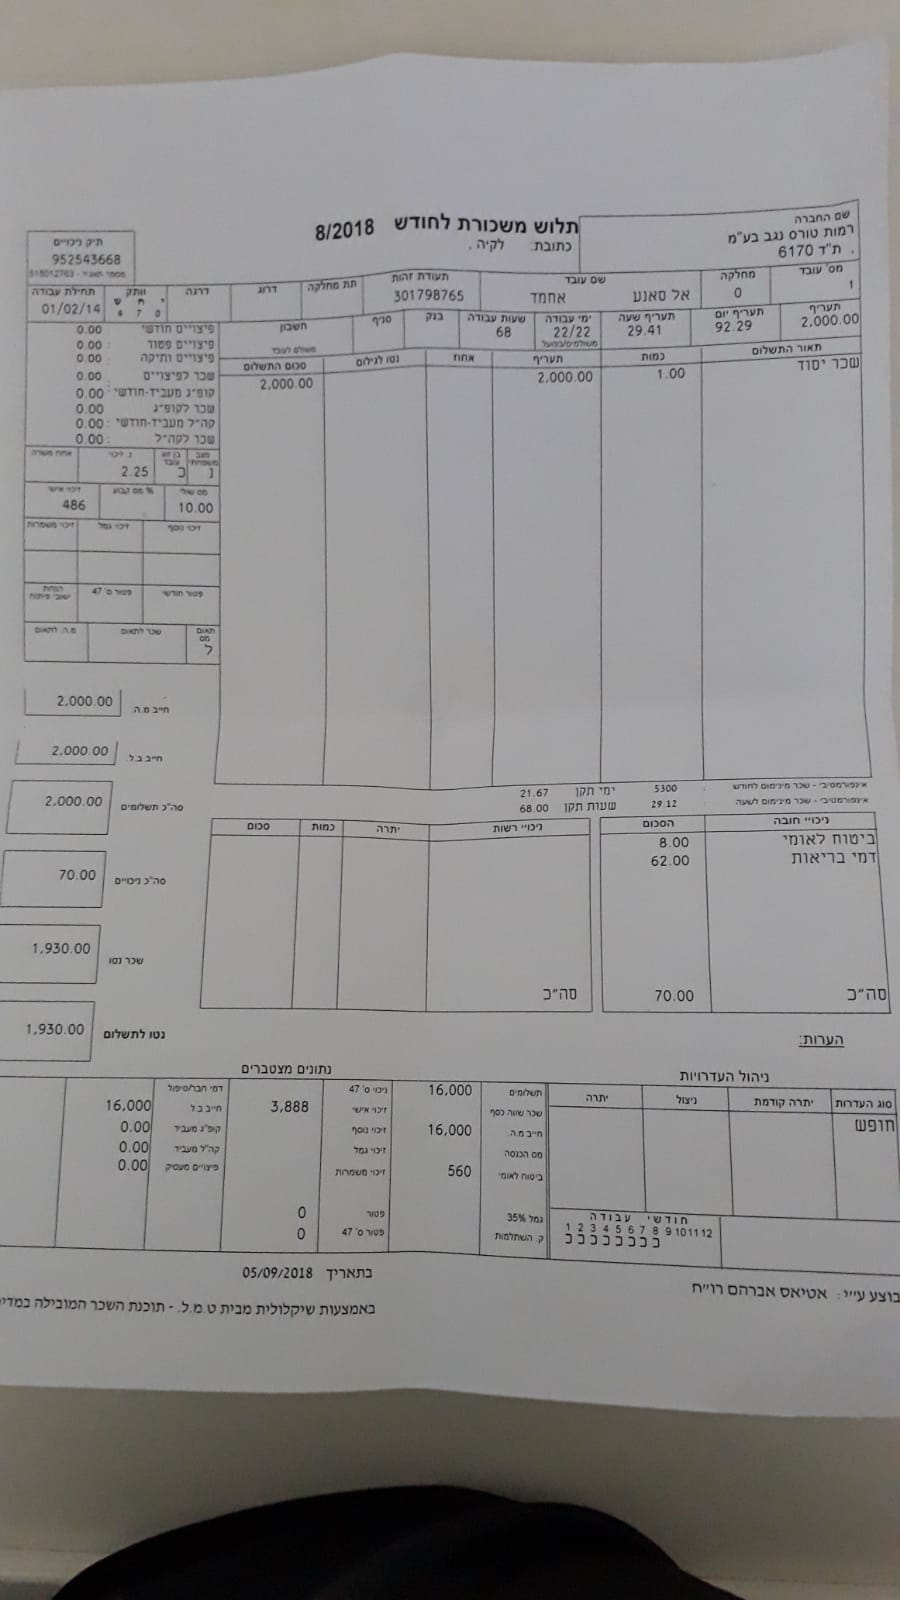 תלוש משכורת לחודש 8/2018
כתובת: לקיה ,
שם החברה
רמות טורס נגב בע"מ
. ת"ד 6170
תיק ניכויים
952543668
מספר תאגיד - 515012763
מס' עובד 1
מחלקה 0
שם עובד אל סאנע אחמד
תעודת זהות 301798765
תת מחלקה
דרוג
דרגה
וותק
י ח ש
0 7 6
תחילת עבודה 01/02/14
תעריף 2,000.00
תעריף יום 92.29
תעריף שעה 29.41
ימי עבודה 22/22 משולמים/בפועל
שעות עבודה 68
בנק
סניף
חשבון
משולם לעובד
תאור התשלום כמות תעריף אחוז נטו לגילום סכום התשלום
שכר יסוד 1.00 2,000.00 2,000.00
פיצויים חודשי : 0.00
פיצויים פטור : 0.00
פיצויים ותיקה : 0.00
שכר לפיצויים : 0.00
קופ"ג מעביד-חודשי : 0.00
שכר לקופ"ג 0.00
קה"ל מעביד-חודשי : 0.00
שכר לקה"ל : 0.00
מצב משפחתי נ
בן זוג עובד כ
נ. זיכוי 2.25
אחוז משרה
מס שולי 10.00
% מס קבוע
זיכוי אישי 486
זיכוי נוסף זיכוי גמל זיכוי משמרות
פטור חודשי פטור ס' 47 הנחת ישובי פיתוח
תאום מס ל
שכר לתאום
מ.ה. לתאום
חייב מ.ה. 2,000.00
חייב ב.ל. 2,000.00
סה"כ תשלומים 2,000.00
סה"כ ניכויים 70.00
שכר נטו 1,930.00
נטו לתשלום 1,930.00
אינפורמטיבי - שכר מינימום לחודש : 5300 ימי תקן 21.67
אינפורמטיבי - שכר מינימום לשעה : 29.12 שעות תקן 68.00
ניכויי חובה הסכום
ביטוח לאומי 8.00
דמי בריאות 62.00
סה"כ 70.00
ניכויי רשות יתרה כמות סכום
סה"כ
הערות:
ניהול העדרויות
סוג העדרות יתרה קודמת ניצול יתרה
חופש
חודשי עבודה
1 2 3 4 5 6 7 8 9 10 11 12
כ כ כ כ כ כ כ כ
נתונים מצטברים
תשלומים 16,000
שכר שווה כסף
חייב מ.ה. 16,000
מס הכנסה
ביטוח לאומי 560
גמל 35%
ק. השתלמות
ניכוי ס' 47
זיכוי אישי 3,888
זיכוי נוסף
זיכוי גמל
זיכוי משמרות
פטור 0
פטור ס' 47 0
דמי חבר/טיפול
חייב ב.ל 16,000
קופ"ג מעביד 0.00
קה"ל מעביד 0.00
פיצויים מעסיק 0.00
בתאריך 05/09/2018
בוצע ע"י : אטיאס אברהם רו"ח
באמצעות שיקלולית מבית ט.מ.ל. - תוכנת השכר המובילה